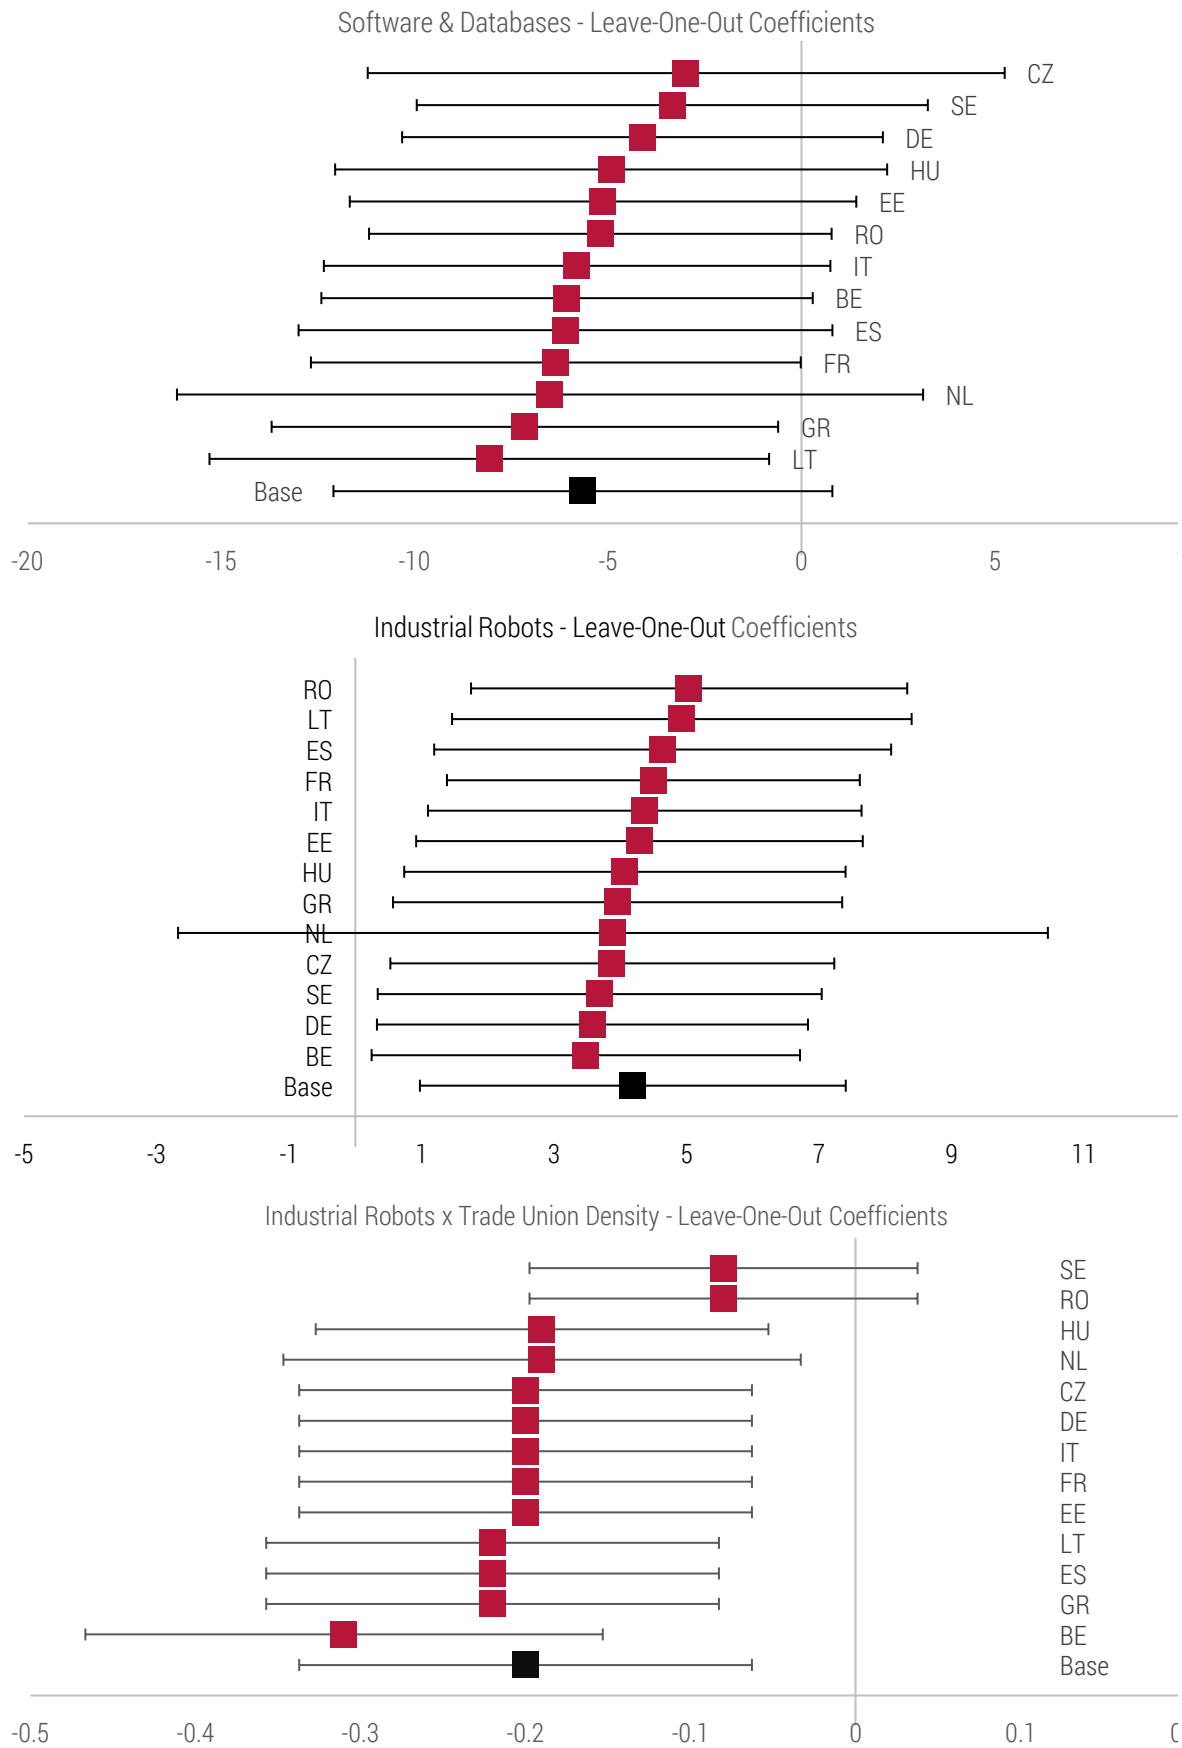 Software & Databases - Leave-One-Out Coefficients
CZ
SE
DE
HU
EE
RO
IT
BE
ES
FR
NL
GR
LT
Base
-20 -15 -10 -5 0 5
Industrial Robots - Leave-One-Out Coefficients
RO
LT
ES
FR
IT
EE
HU
GR
NL
CZ
SE
DE
BE
Base
-5 -3 -1 1 3 5 7 9 11
Industrial Robots x Trade Union Density - Leave-One-Out Coefficients
SE
RO
HU
NL
CZ
DE
IT
FR
EE
LT
ES
GR
BE
Base
-0.5 -0.4 -0.3 -0.2 -0.1 0 0.1